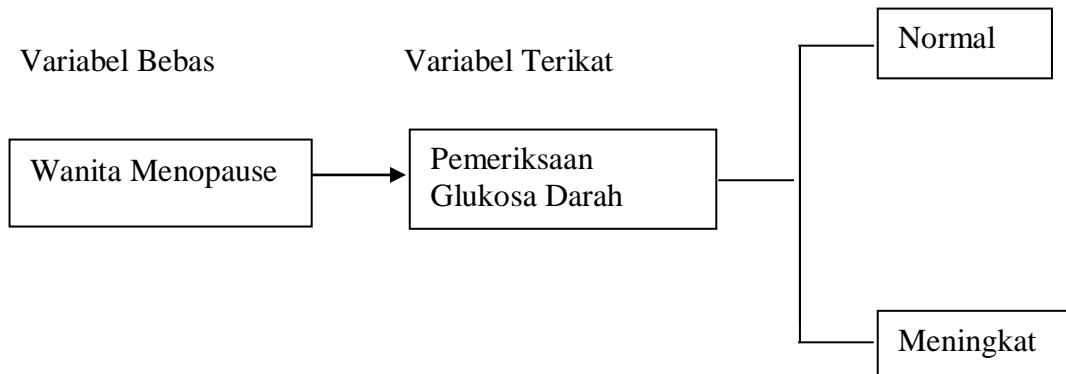 Variabel Bebas
Variabel Terikat
Wanita Menopause
Pemeriksaan
Glukosa Darah
Normal
Meningkat